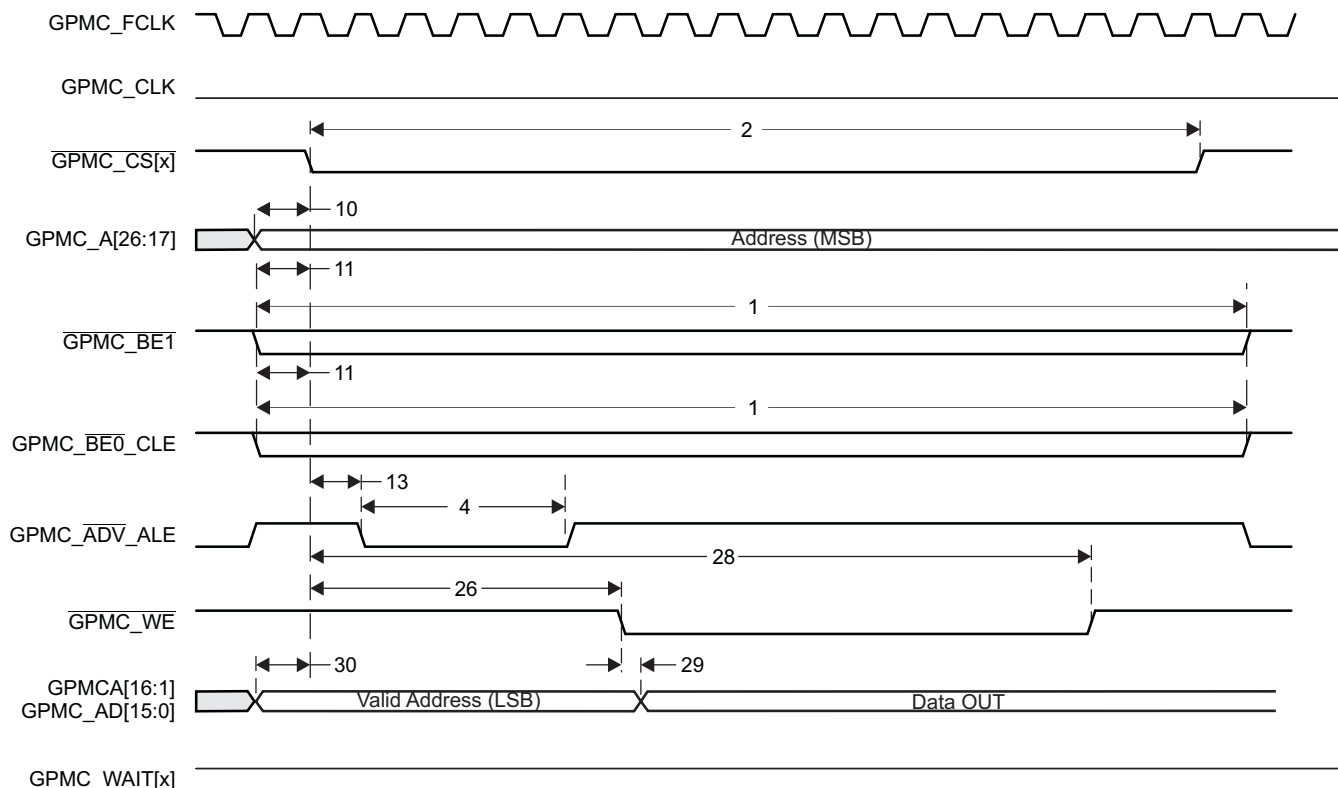 GPMC_FCLK
GPMC_CLK
2
GPMC_CS[x]
10
GPMC_A[26:17]
Address (MSB)
11
1
GPMC_BE1
11
1
GPMC_BE0_CLE
13
4
GPMC_ADV_ALE
28
26
GPMC_WE
30
29
GPMCA[16:1]
GPMC_AD[15:0]
Valid Address (LSB)
Data OUT
GPMC_WAIT[x]